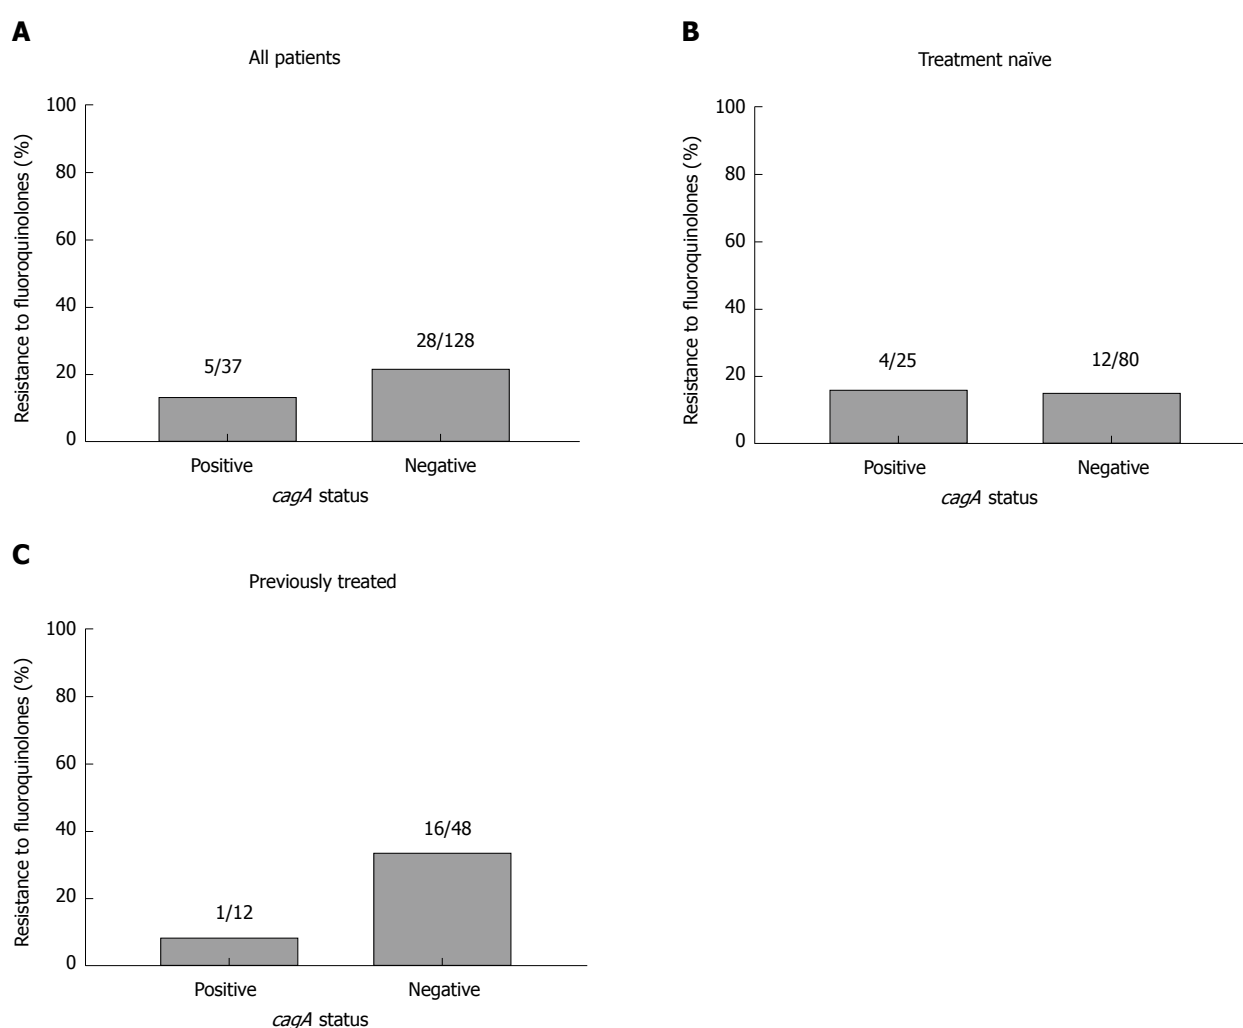 A
All patients
Resistance to fluoroquinolones (%)
100
80
60
40
20
0
5/37
28/128
Positive
Negative
cagA status
B
Treatment naïve
Resistance to fluoroquinolones (%)
100
80
60
40
20
0
4/25
12/80
Positive
Negative
cagA status
C
Previously treated
Resistance to fluoroquinolones (%)
100
80
60
40
20
0
1/12
16/48
Positive
Negative
cagA status